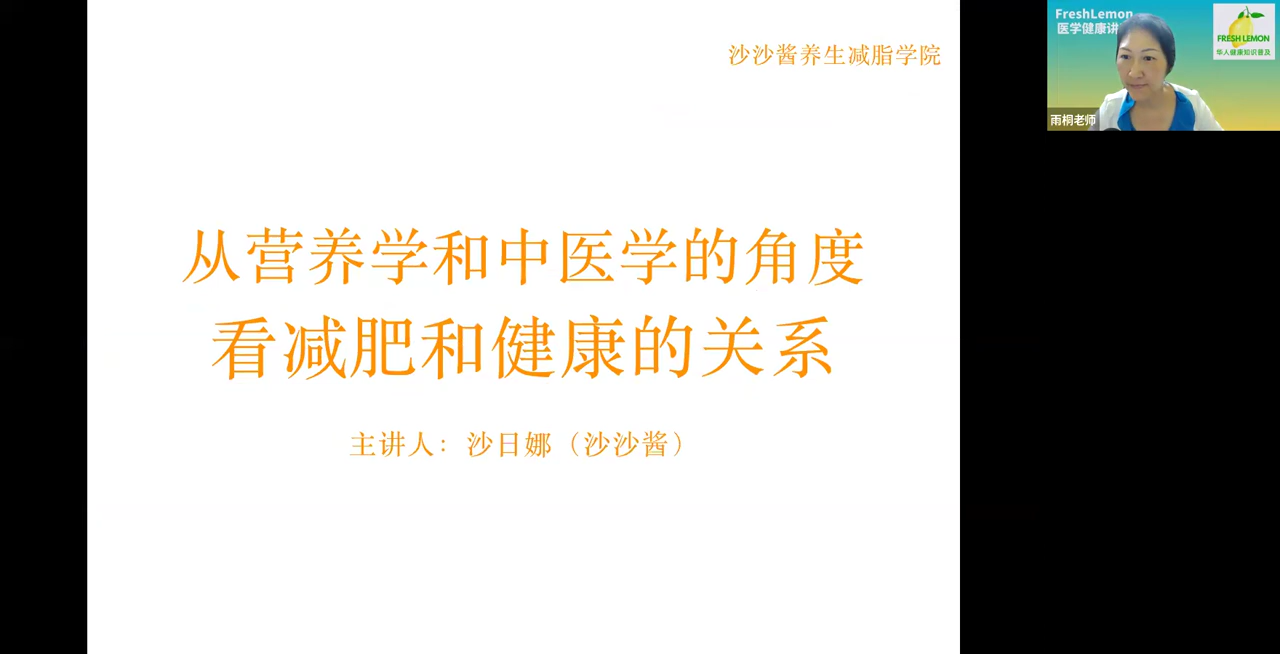 沙沙酱养生减脂学院
从营养学和中医学的角度
看减肥和健康的关系
主讲人：沙日娜（沙沙酱）
FreshLemon
医学健康讲
FRESH LEMON
华人健康知识普及
雨桐老师